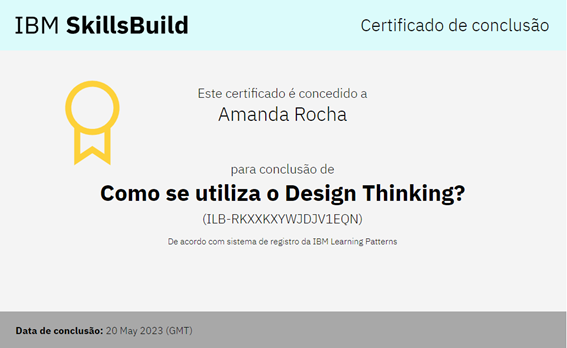 IBM SkillsBuild
Certificado de conclusão
Este certificado é concedido a
Amanda Rocha
para conclusão de
Como se utiliza o Design Thinking?
(ILB-RKXXKXYWJDJV1EQN)
De acordo com sistema de registro da IBM Learning Patterns
Data de conclusão: 20 May 2023 (GMT)